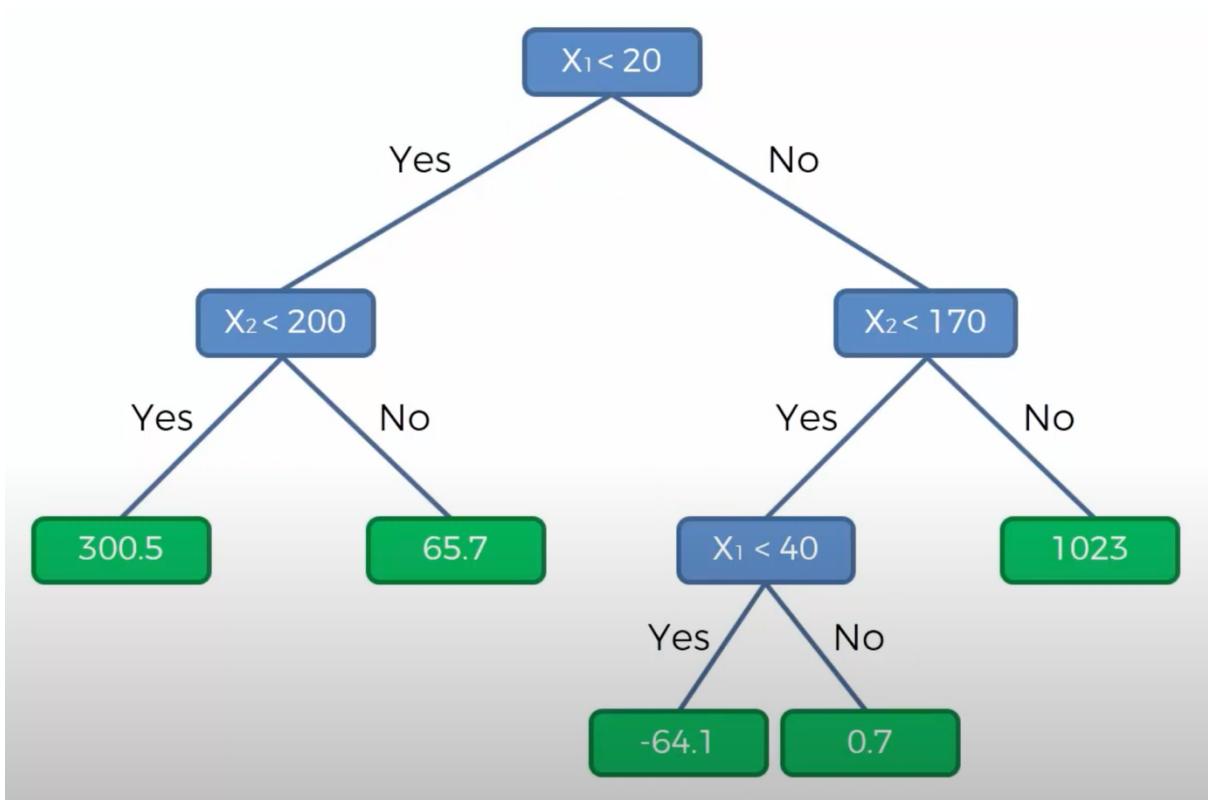 X₁ < 20
Yes
No
X₂ < 200
X₂ < 170
Yes
No
Yes
No
300.5
65.7
X₁ < 40
1023
Yes
No
-64.1
0.7